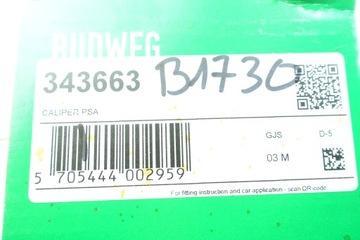 BUDWEG
343663 B1730
CALIPER PSA
GJS D-5
03 M
5 705444 002959
For fitting instruction and car application - scan QR-code